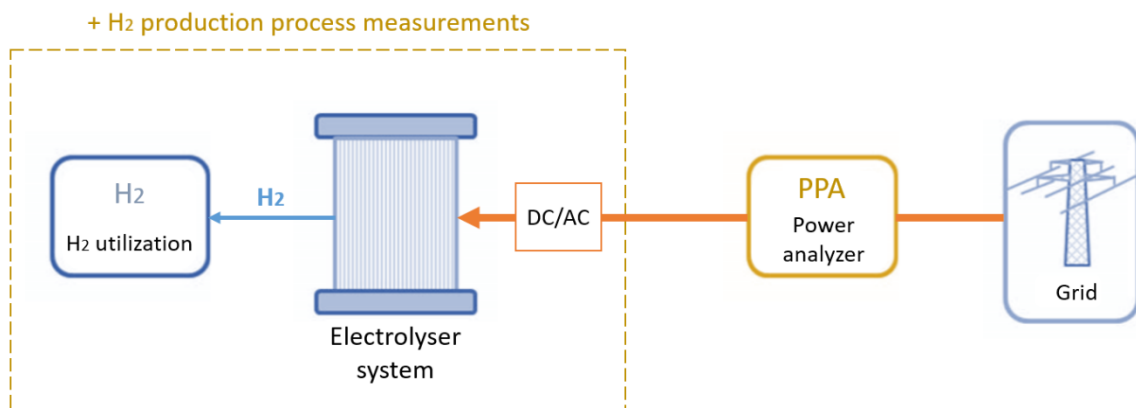 + H₂ production process measurements
H₂
H₂ utilization
H₂
Electrolyser
system
DC/AC
PPA
Power
analyzer
Grid